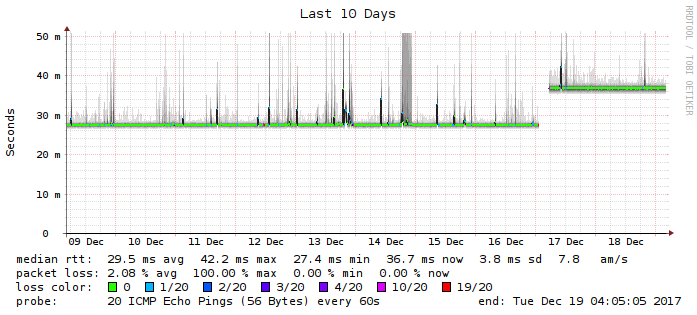 Last 10 Days
RRDTOOL / TOBI OETIKER
Seconds
50 m
40 m
30 m
20 m
10 m
0
09 Dec 10 Dec 11 Dec 12 Dec 13 Dec 14 Dec 15 Dec 16 Dec 17 Dec 18 Dec
median rtt: 29.5 ms avg 42.2 ms max 27.4 ms min 36.7 ms now 3.8 ms sd 7.8 am/s
packet loss: 2.08 % avg 100.00 % max 0.00 % min 0.00 % now
loss color: 0 1/20 2/20 3/20 4/20 10/20 19/20
probe: 20 ICMP Echo Pings (56 Bytes) every 60s end: Tue Dec 19 04:05:05 2017